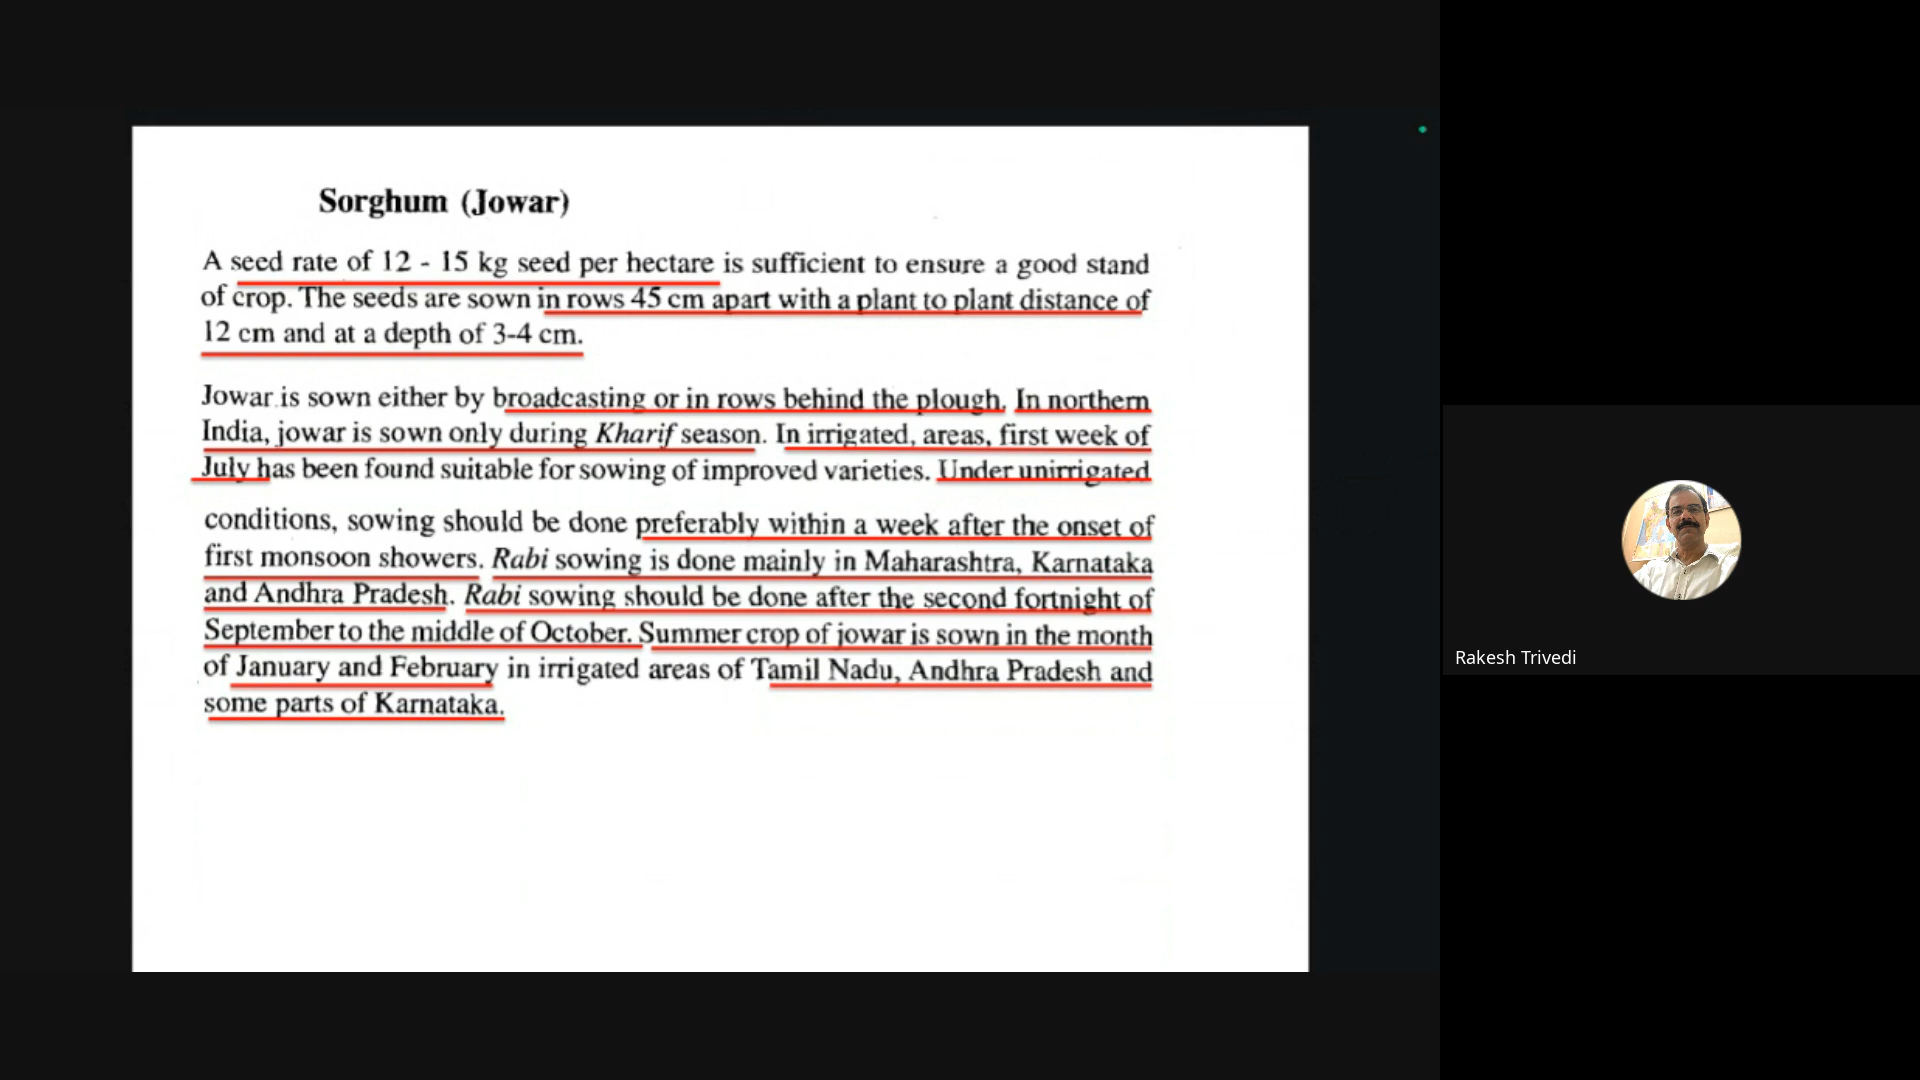 Sorghum (Jowar)
A seed rate of 12 - 15 kg seed per hectare is sufficient to ensure a good stand
of crop. The seeds are sown in rows 45 cm apart with a plant to plant distance of
12 cm and at a depth of 3-4 cm.
Jowar is sown either by broadcasting or in rows behind the plough. In northern
India, jowar is sown only during Kharif season. In irrigated, areas, first week of
July has been found suitable for sowing of improved varieties. Under unirrigated
conditions, sowing should be done preferably within a week after the onset of
first monsoon showers. Rabi sowing is done mainly in Maharashtra, Karnataka
and Andhra Pradesh. Rabi sowing should be done after the second fortnight of
September to the middle of October. Summer crop of jowar is sown in the month
of January and February in irrigated areas of Tamil Nadu, Andhra Pradesh and
some parts of Karnataka.
Rakesh Trivedi